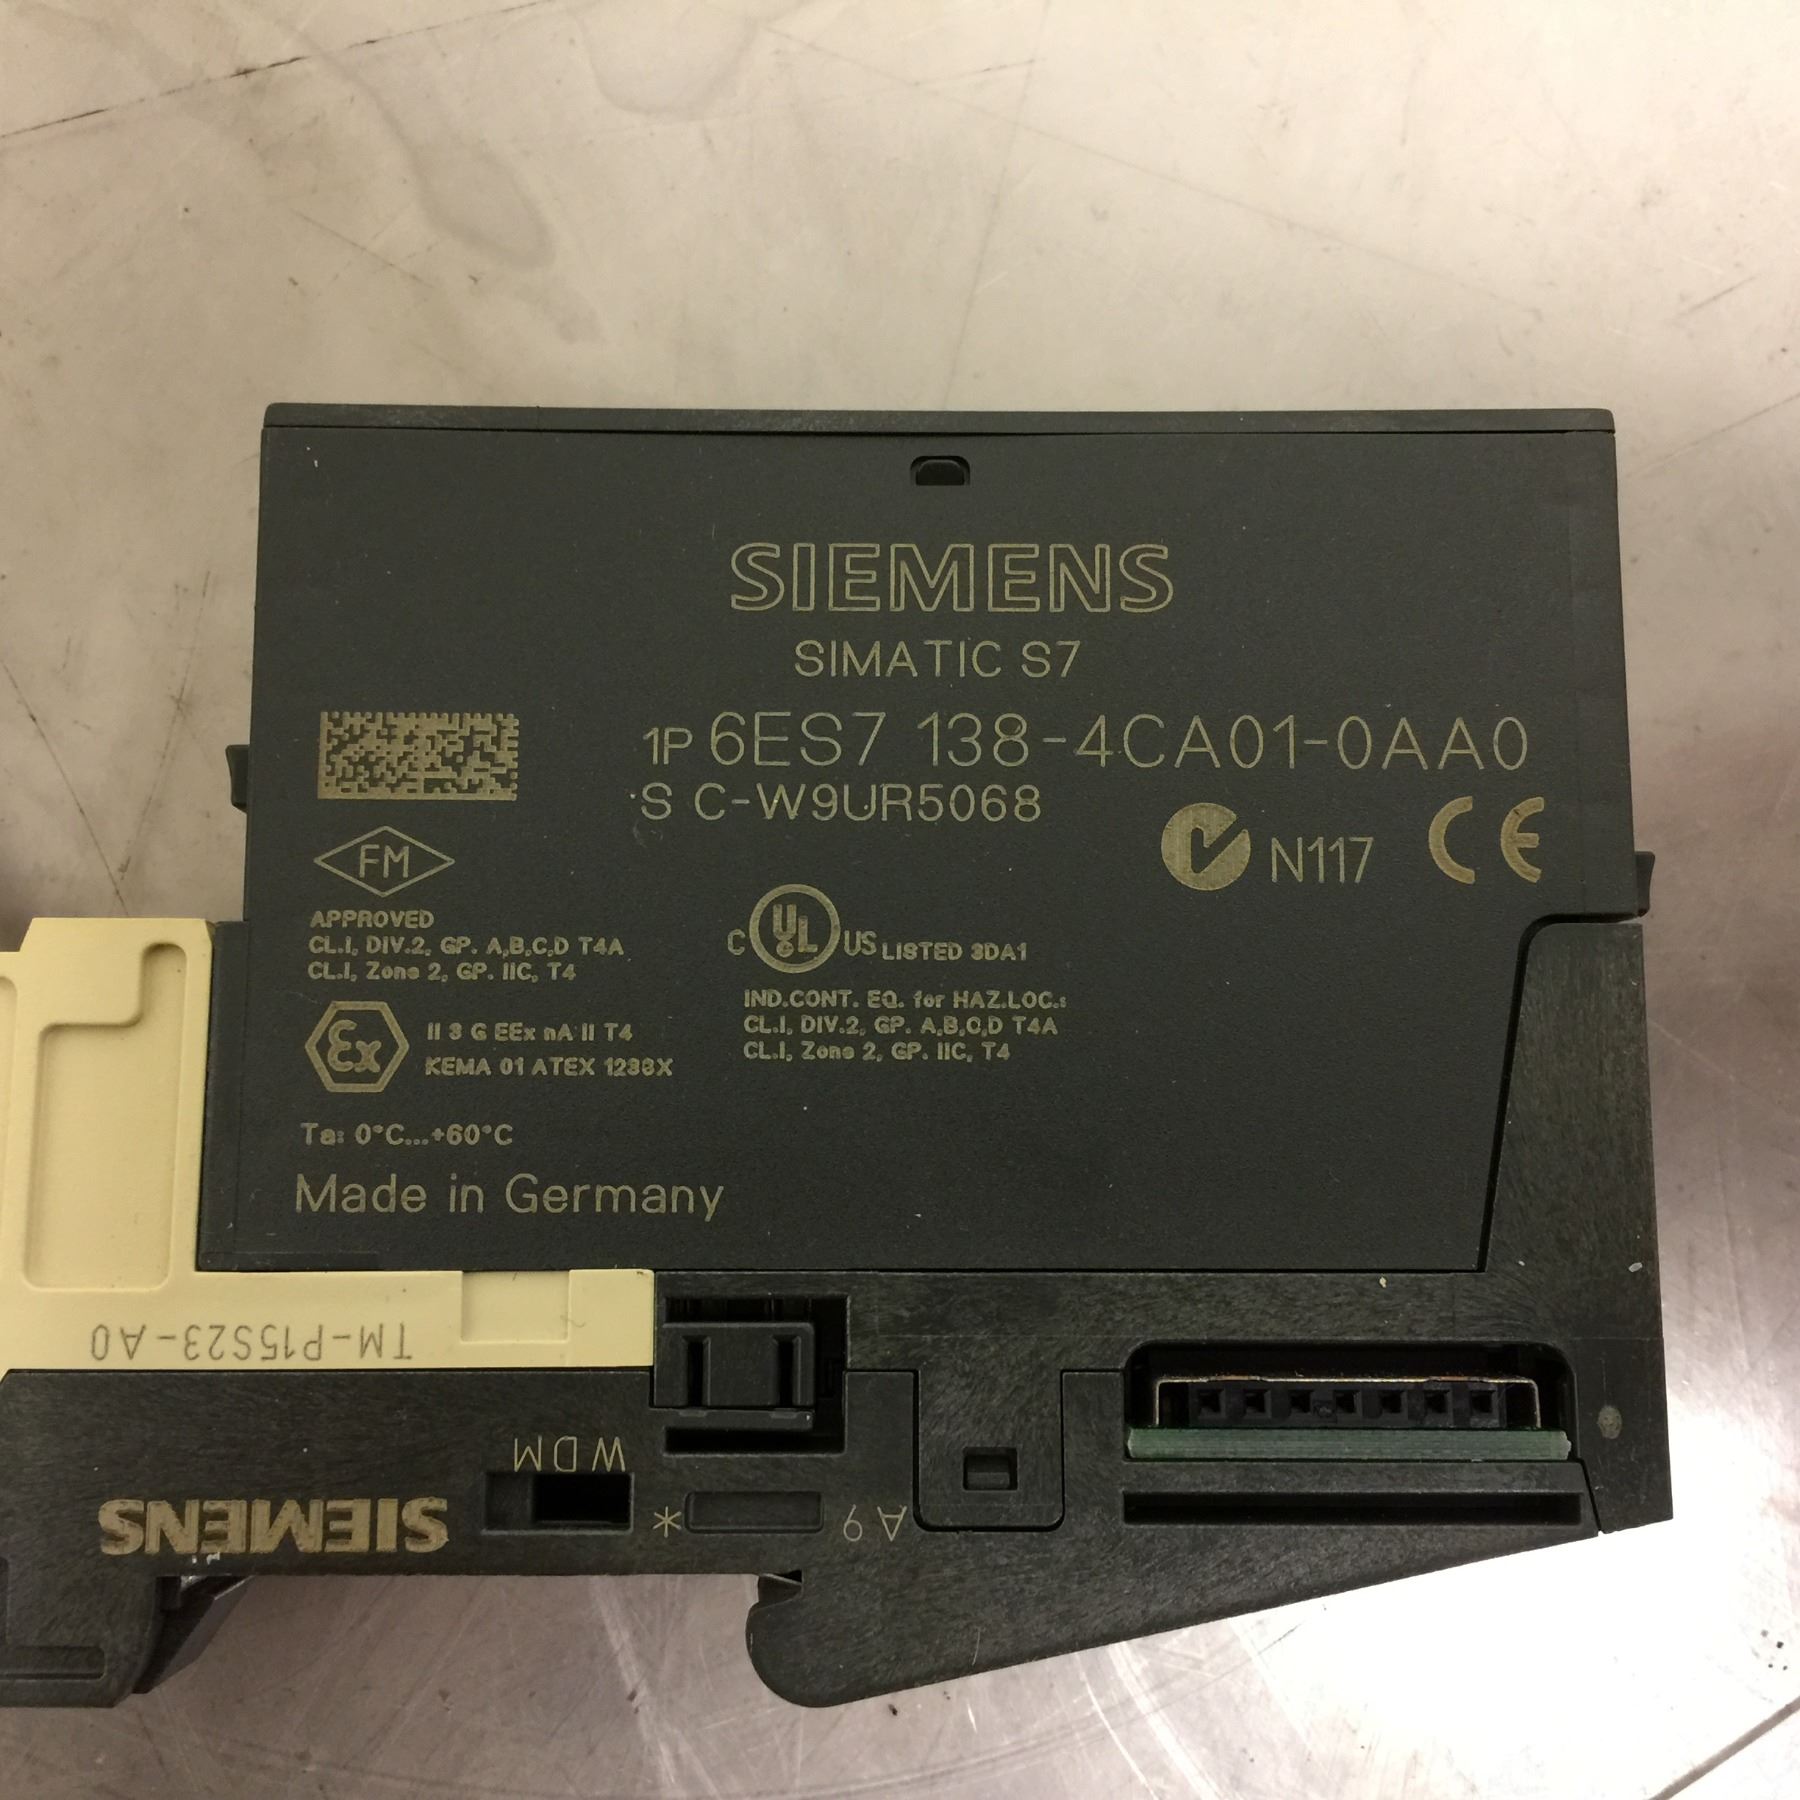 SIEMENS
SIMATIC S7
1P 6ES7 138-4CA01-0AA0
S C-W9UR5068
N117 CE
FM
APPROVED
CL.I, DIV.2, GP. A,B,C,D T4A
CL.I, Zone 2, GP. IIC, T4
C UL US LISTED 3DA1
IND.CONT. EQ. for HAZ.LOC.:
CL.I, DIV.2, GP. A,B,C,D T4A
CL.I, Zone 2, GP. IIC, T4
Ex II 3 G EEx nA II T4
KEMA 01 ATEX 1238X
Ta: 0°C...+60°C
Made in Germany
TM-P15S23-A0
WDM
SIEMENS
*
A9